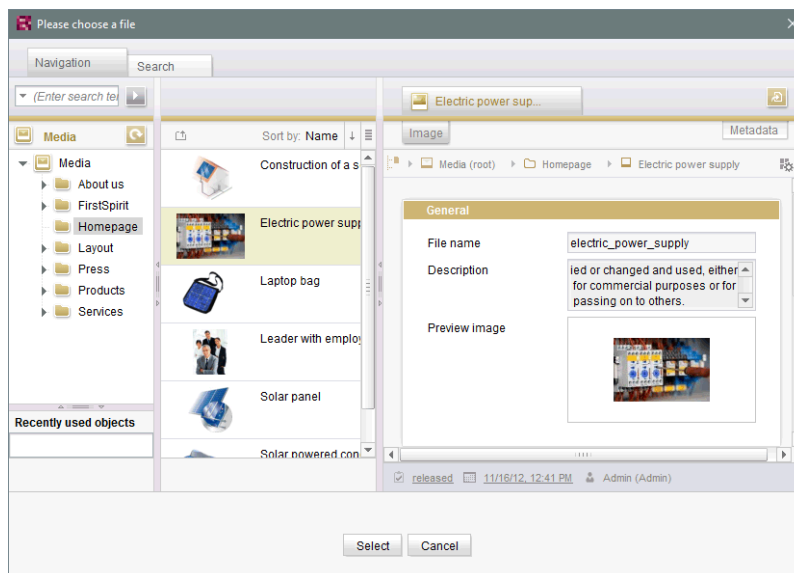 Please choose a file
Navigation
Search
(Enter search te
Electric power sup...
Media
Sort by: Name
Image
Metadata
Media
About us
FirstSpirit
Homepage
Layout
Press
Products
Services
Construction of a s
Electric power supp
Laptop bag
Leader with employ
Solar panel
Solar powered con
Media (root)
Homepage
Electric power supply
General
File name
electric_power_supply
Description
ied or changed and used, either
for commercial purposes or for
passing on to others.
Preview image
Recently used objects
released
11/16/12, 12:41 PM
Admin (Admin)
Select
Cancel